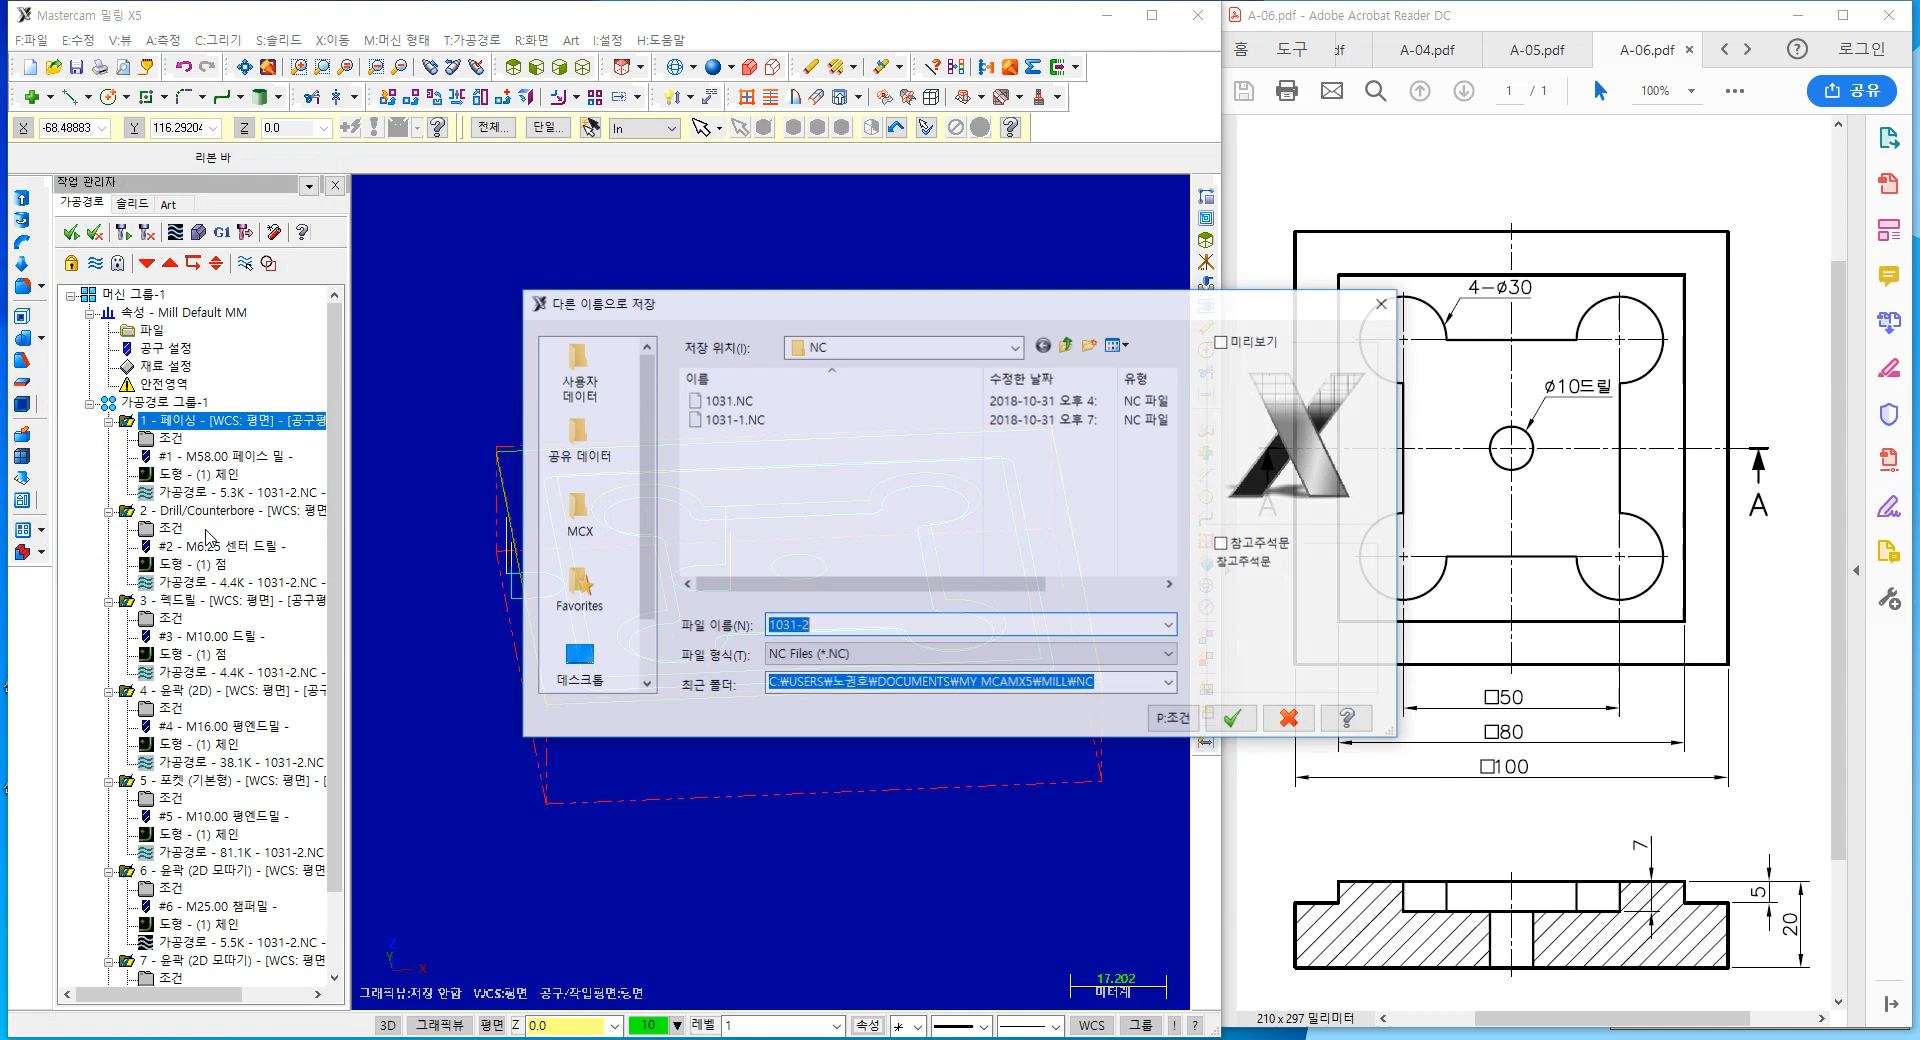 Mastercam 밀링 X5
F:파일 E:수정 V:뷰 A:측정 C:그리기 S:솔리드 X:이동 M:머신 형태 T:가공경로 R:화면 Art I:설정 H:도움말
X -68.48883 Y 116.29204 Z 0.0 전체... 단일... In
리본 바
작업 관리자
가공경로 솔리드 Art
G1
머신 그룹-1
속성 - Mill Default MM
파일
공구 설정
재료 설정
안전영역
가공경로 그룹-1
1 - 페이싱 - [WCS: 평면] - [공구평
조건
#1 - M58.00 페이스 밀 -
도형 - (1) 체인
가공경로 - 5.3K - 1031-2.NC -
2 - Drill/Counterbore - [WCS: 평면
조건
#2 - M6.25 센터 드릴 -
도형 - (1) 점
가공경로 - 4.4K - 1031-2.NC -
3 - 펙드릴 - [WCS: 평면] - [공구평
조건
#3 - M10.00 드릴 -
도형 - (1) 점
가공경로 - 4.4K - 1031-2.NC -
4 - 윤곽 (2D) - [WCS: 평면] - [공구
조건
#4 - M16.00 평엔드밀 -
도형 - (1) 체인
가공경로 - 38.1K - 1031-2.NC
5 - 포켓 (기본형) - [WCS: 평면] - [
조건
#5 - M10.00 평엔드밀 -
도형 - (1) 체인
가공경로 - 81.1K - 1031-2.NC
6 - 윤곽 (2D 모따기) - [WCS: 평면
조건
#6 - M25.00 챔퍼밀 -
도형 - (1) 체인
가공경로 - 5.5K - 1031-2.NC -
7 - 윤곽 (2D 모따기) - [WCS: 평면
조건
다른 이름으로 저장
저장 위치(I): NC
사용자 데이터
공유 데이터
MCX
Favorites
데스크톱
이름 수정한 날짜 유형
1031.NC 2018-10-31 오후 4: NC 파일
1031-1.NC 2018-10-31 오후 7: NC 파일
파일 이름(N): 1031-2
파일 형식(T): NC Files (*.NC)
최근 폴더: C:₩USERS₩노권호₩DOCUMENTS₩MY MCAMX5₩MILL₩NC
미리보기
참고주석문
참고주석문
P:조건
Z
Y
X
그래픽뷰:저장 안함 WCS:평면 공구/작업평면:평면
17.202
미터계
3D 그래픽뷰 평면 Z 0.0 10 레벨 1 속성 WCS 그룹 ! ?
A-06.pdf - Adobe Acrobat Reader DC
홈 도구 df A-04.pdf A-05.pdf A-06.pdf 로그인
1 / 1 100% 공유
4-ø30
ø10드릴
A
A
□50
□80
□100
7
5
20
210 x 297 밀리미터